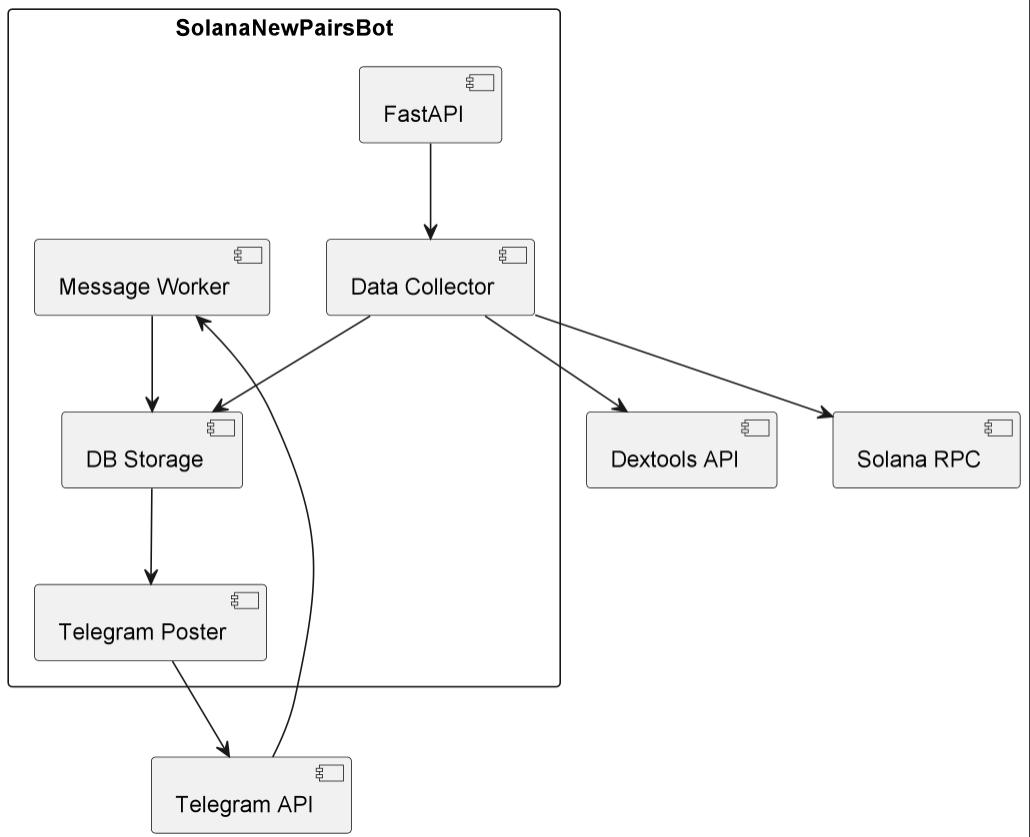 SolanaNewPairsBot
FastAPI
Message Worker
Data Collector
DB Storage
Dextools API
Solana RPC
Telegram Poster
Telegram API